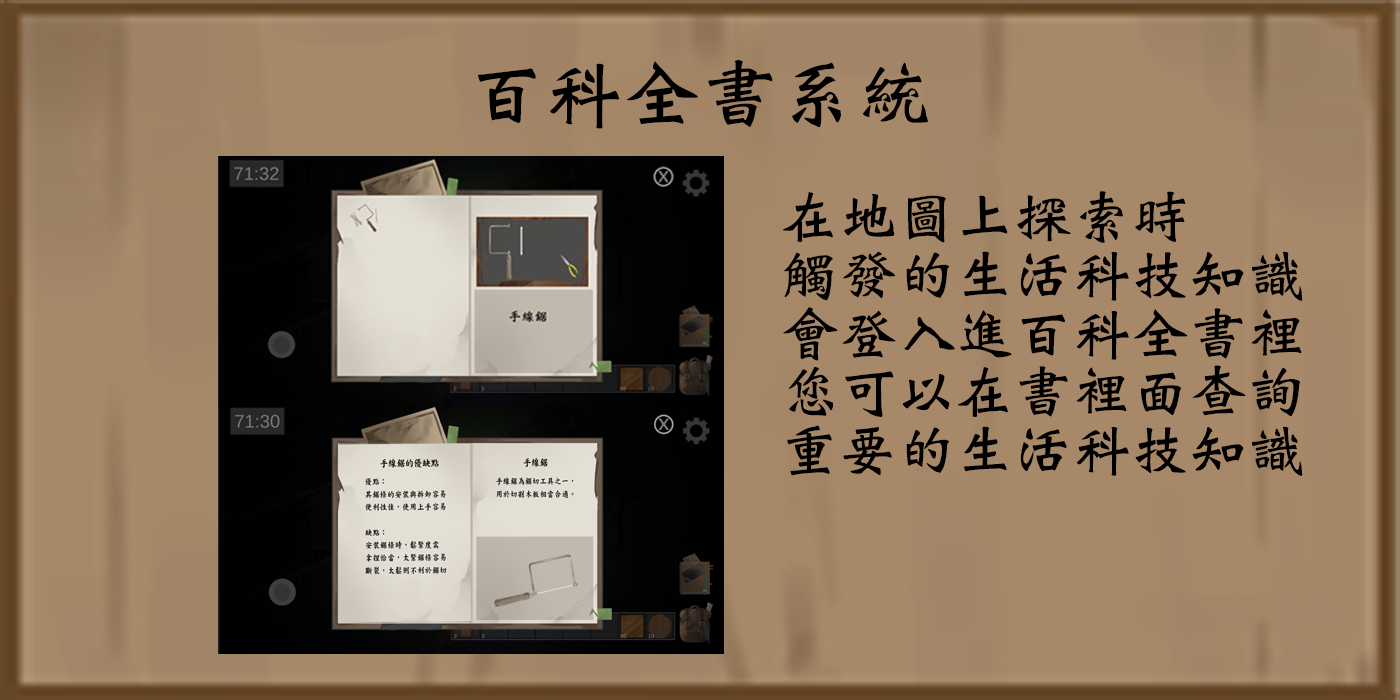 百科全書系統
71:32
手線鋸
71:30
手線鋸的優缺點
優點：
其鋸條的安裝與拆卸容易
便利性佳，使用上手容易
缺點：
安裝鋸條時，鬆緊度需
拿捏恰當，太緊鋸條容易
斷裂，太鬆則不利於鋸切
手線鋸
手線鋸為鋸切工具之一，
用於切割木板相當合適。
在地圖上探索時
觸發的生活科技知識
會登入進百科全書裡
您可以在書裡面查詢
重要的生活科技知識